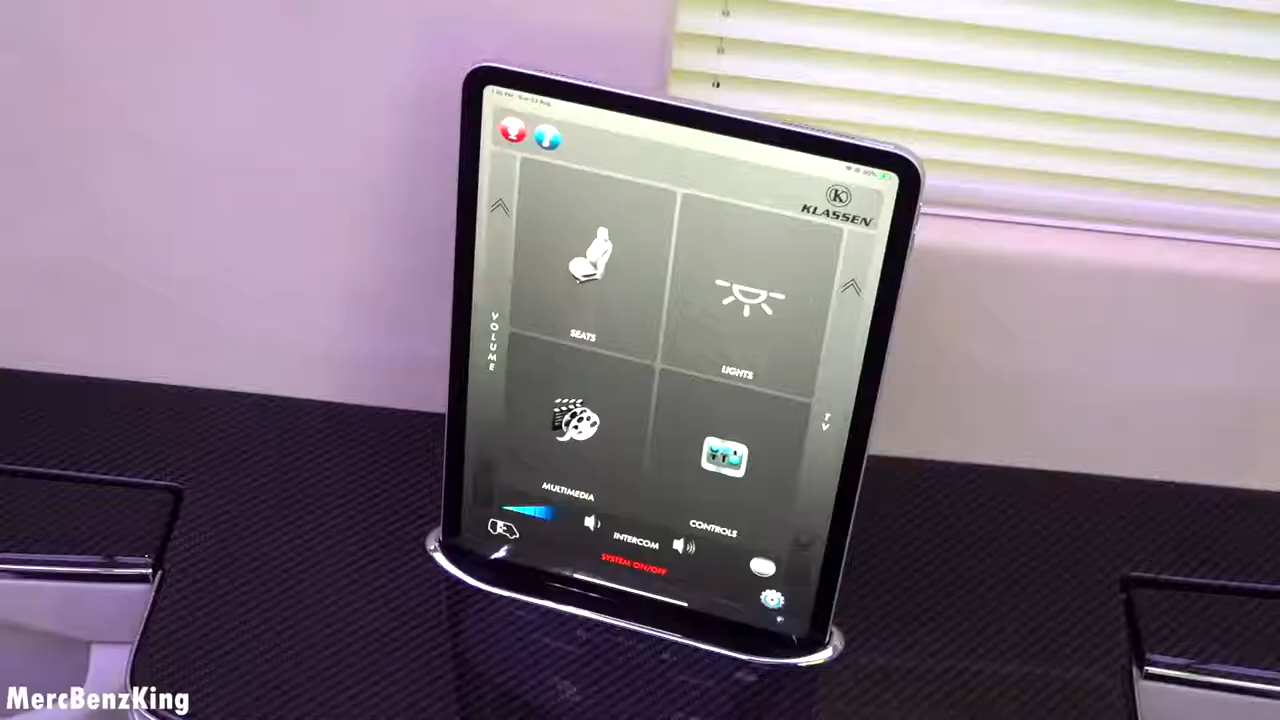 KLASSEN
SEATS
LIGHTS
VOLUME
TV
MULTIMEDIA
CONTROLS
INTERCOM
SYSTEM ON/OFF
MercBenzKing